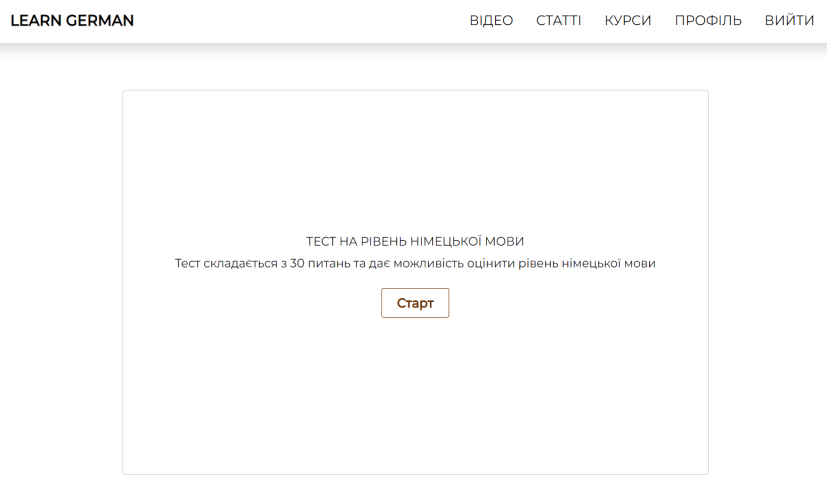 LEARN GERMAN ВІДЕО СТАТТІ КУРСИ ПРОФІЛЬ ВИЙТИ
ТЕСТ НА РІВЕНЬ НІМЕЦЬКОЇ МОВИ
Тест складається з 30 питань та дає можливість оцінити рівень німецької мови
Старт